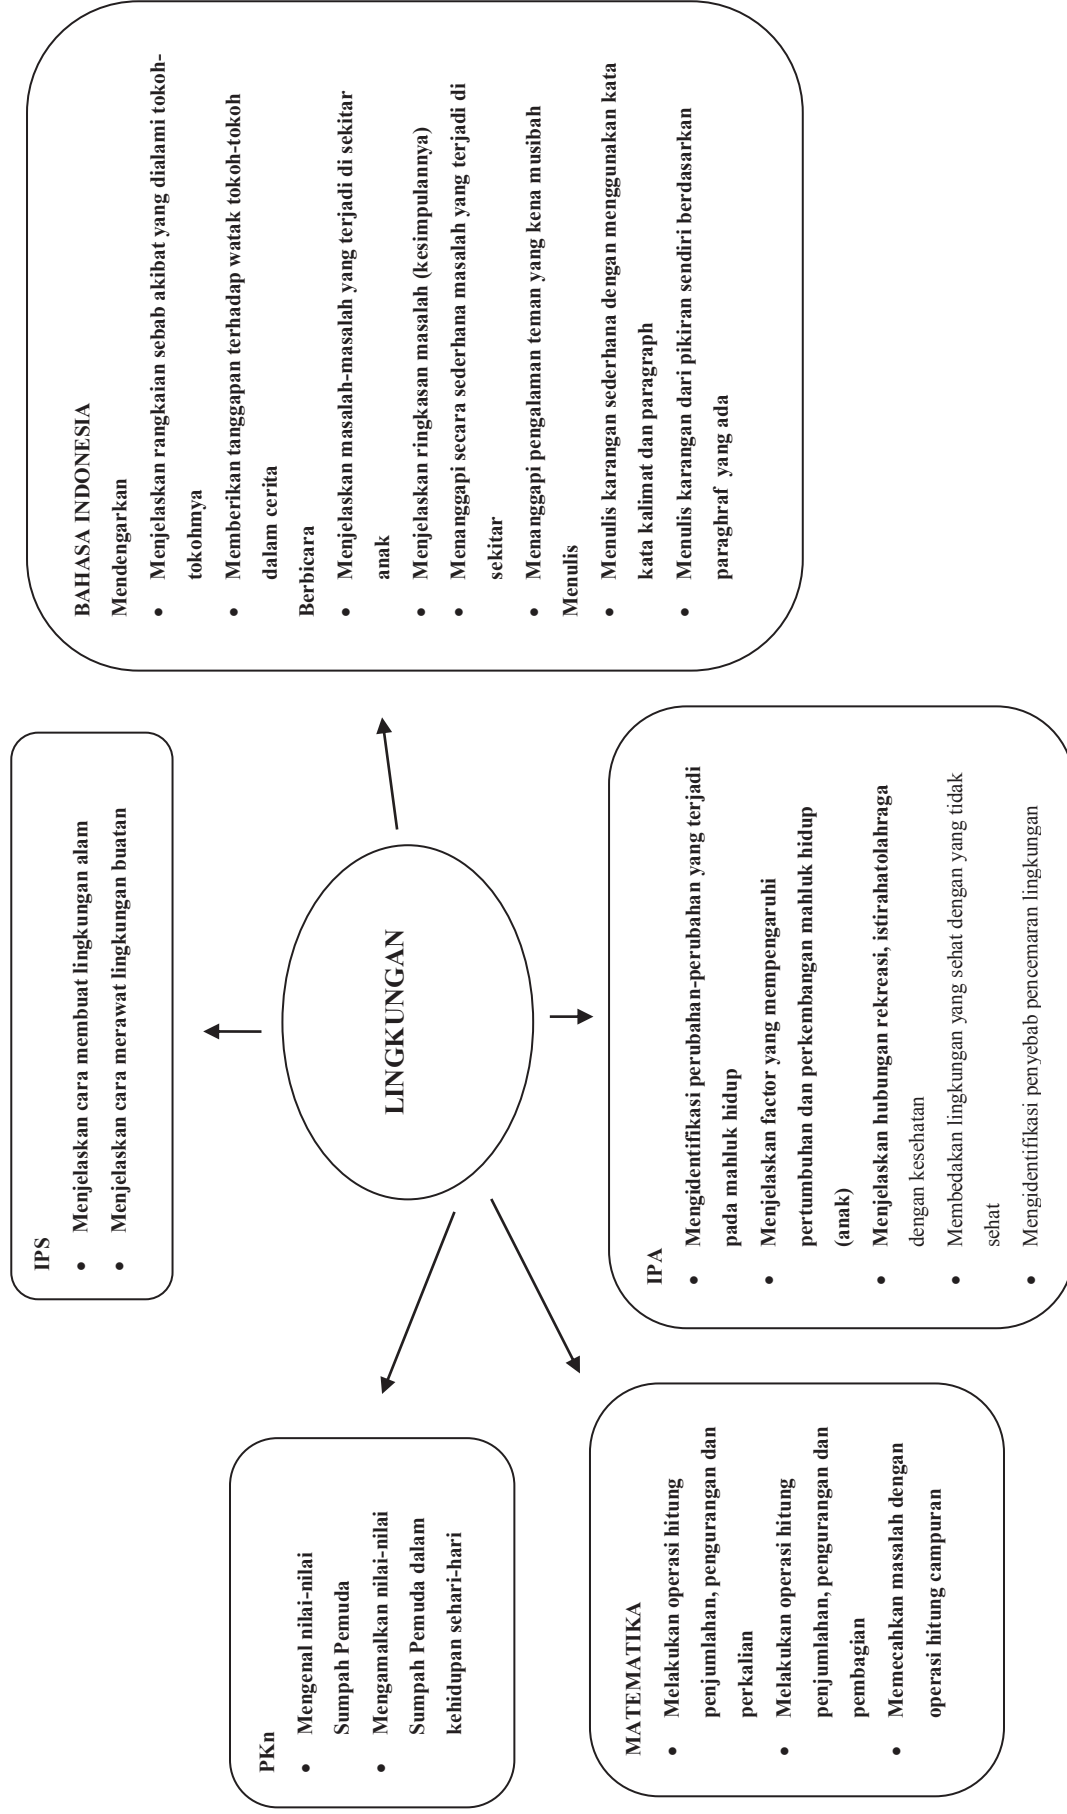 IPS
• Menjelaskan cara membuat lingkungan alam
• Menjelaskan cara merawat lingkungan buatan
BAHASA INDONESIA
Mendengarkan
• Menjelaskan rangkaian sebab akibat yang dialami tokoh-
tokohmya
• Memberikan tanggapan terhadap watak tokoh-tokoh
dalam cerita
Berbicara
• Menjelaskan masalah-masalah yang terjadi di sekitar
anak
• Menjelaskan ringkasan masalah (kesimpulannya)
• Menanggapi secara sederhana masalah yang terjadi di
sekitar
• Menanggapi pengalaman teman yang kena musibah
Menulis
• Menulis karangan sederhana dengan menggunakan kata
kata kalimat dan paragraph
• Menulis karangan dari pikiran sendiri berdasarkan
paraghraf yang ada
LINGKUNGAN
PKn
• Mengenal nilai-nilai
Sumpah Pemuda
• Mengamalkan nilai-nilai
Sumpah Pemuda dalam
kehidupan sehari-hari
MATEMATIKA
• Melakukan operasi hitung
penjumlahan, pengurangan dan
perkalian
• Melakukan operasi hitung
penjumlahan, pengurangan dan
pembagian
• Memecahkan masalah dengan
operasi hitung campuran
IPA
• Mengidentifikasi perubahan-perubahan yang terjadi
pada mahluk hidup
• Menjelaskan factor yang mempengaruhi
pertumbuhan dan perkembangan mahluk hidup
(anak)
• Menjelaskan hubungan rekreasi, istirahatolahraga
dengan kesehatan
• Membedakan lingkungan yang sehat dengan yang tidak
sehat
• Mengidentifikasi penyebab pencemaran lingkungan